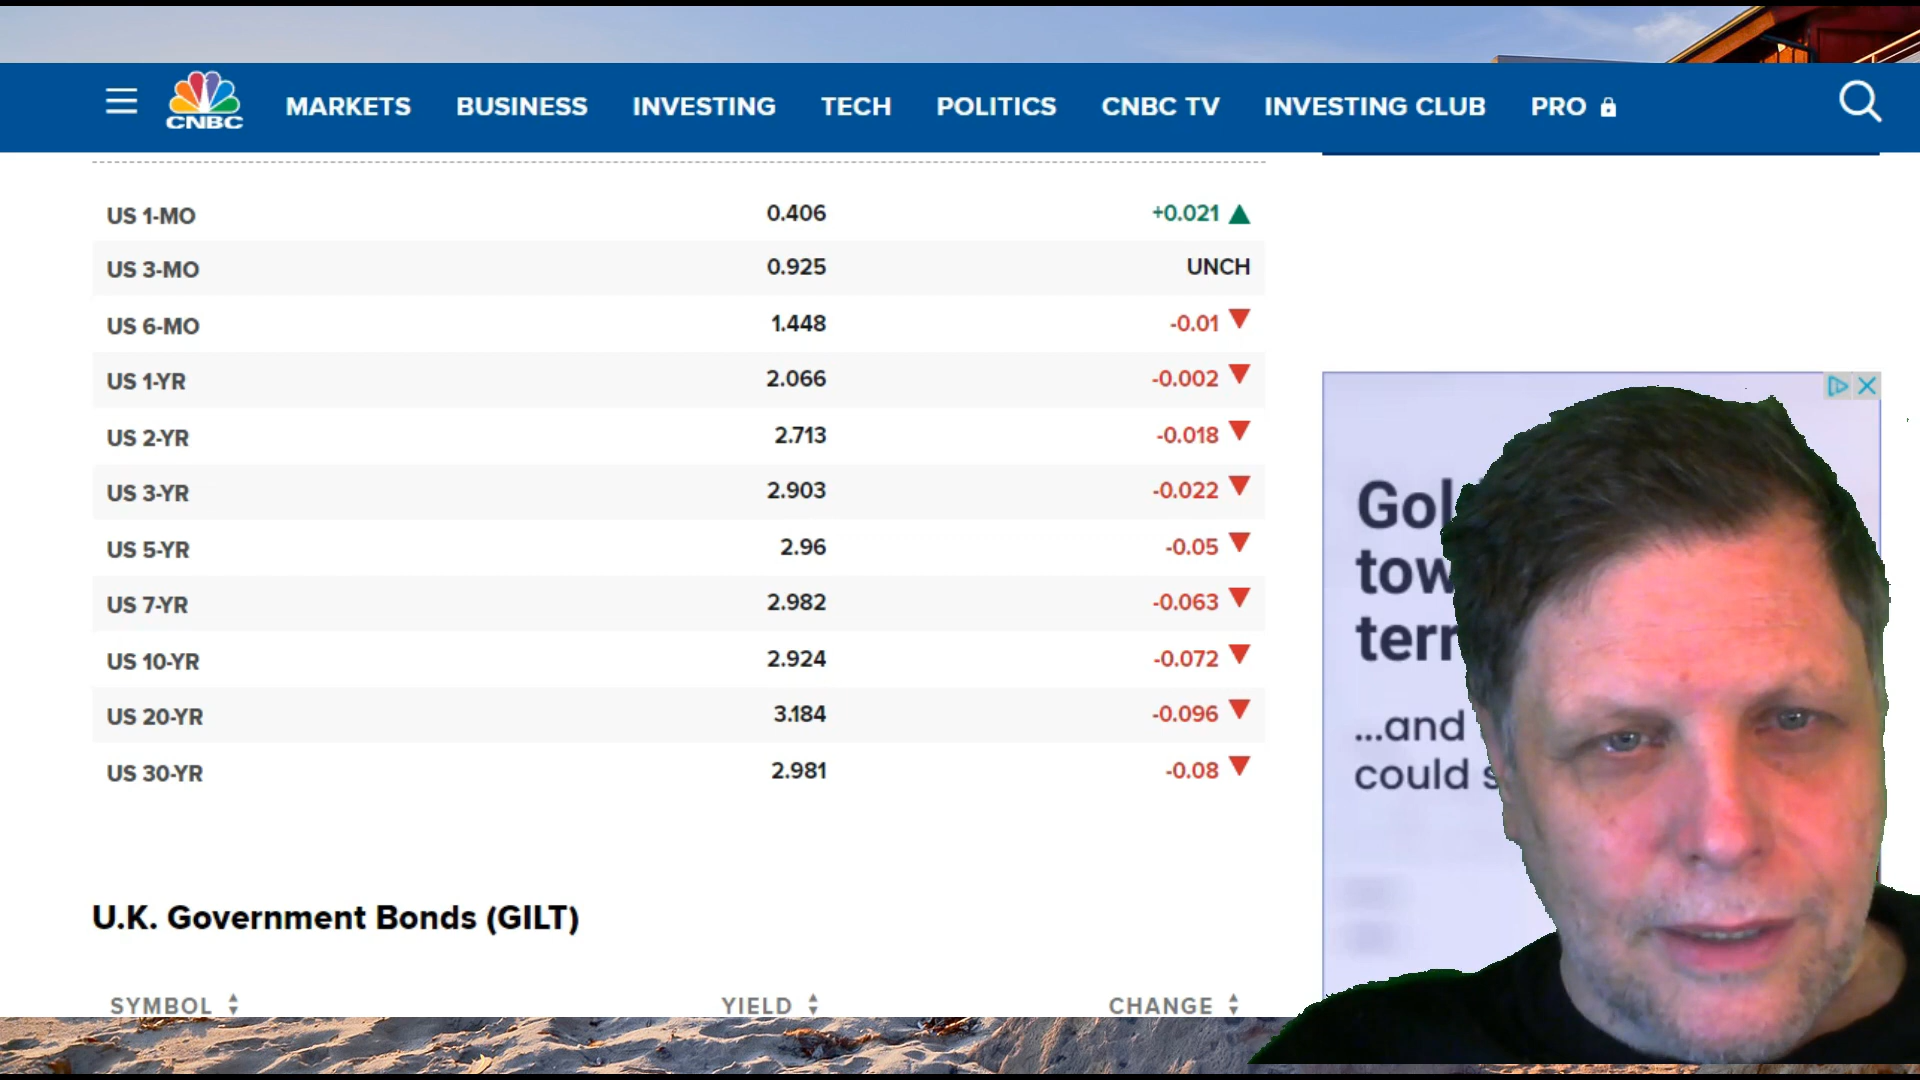 CNBC MARKETS BUSINESS INVESTING TECH POLITICS CNBC TV INVESTING CLUB PRO
US 1-MO 0.406 +0.021
US 3-MO 0.925 UNCH
US 6-MO 1.448 -0.01
US 1-YR 2.066 -0.002
US 2-YR 2.713 -0.018
US 3-YR 2.903 -0.022
US 5-YR 2.96 -0.05
US 7-YR 2.982 -0.063
US 10-YR 2.924 -0.072
US 20-YR 3.184 -0.096
US 30-YR 2.981 -0.08
U.K. Government Bonds (GILT)
SYMBOL YIELD CHANGE
...and
could